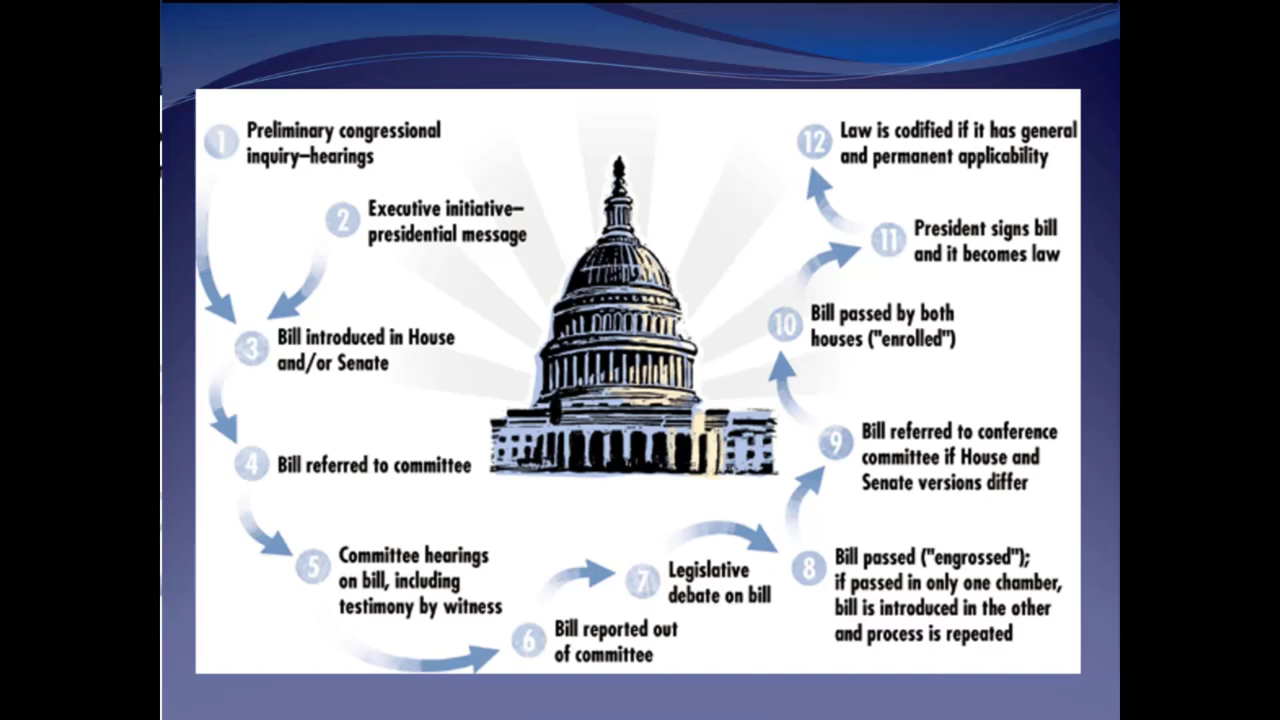 1
Preliminary congressional
inquiry–hearings
2
Executive initiative–
presidential message
3
Bill introduced in House
and/or Senate
4
Bill referred to committee
5
Committee hearings
on bill, including
testimony by witness
6
Bill reported out
of committee
7
Legislative
debate on bill
8
Bill passed ("engrossed");
if passed in only one chamber,
bill is introduced in the other
and process is repeated
9
Bill referred to conference
committee if House and
Senate versions differ
10
Bill passed by both
houses ("enrolled")
11
President signs bill
and it becomes law
12
Law is codified if it has general
and permanent applicability